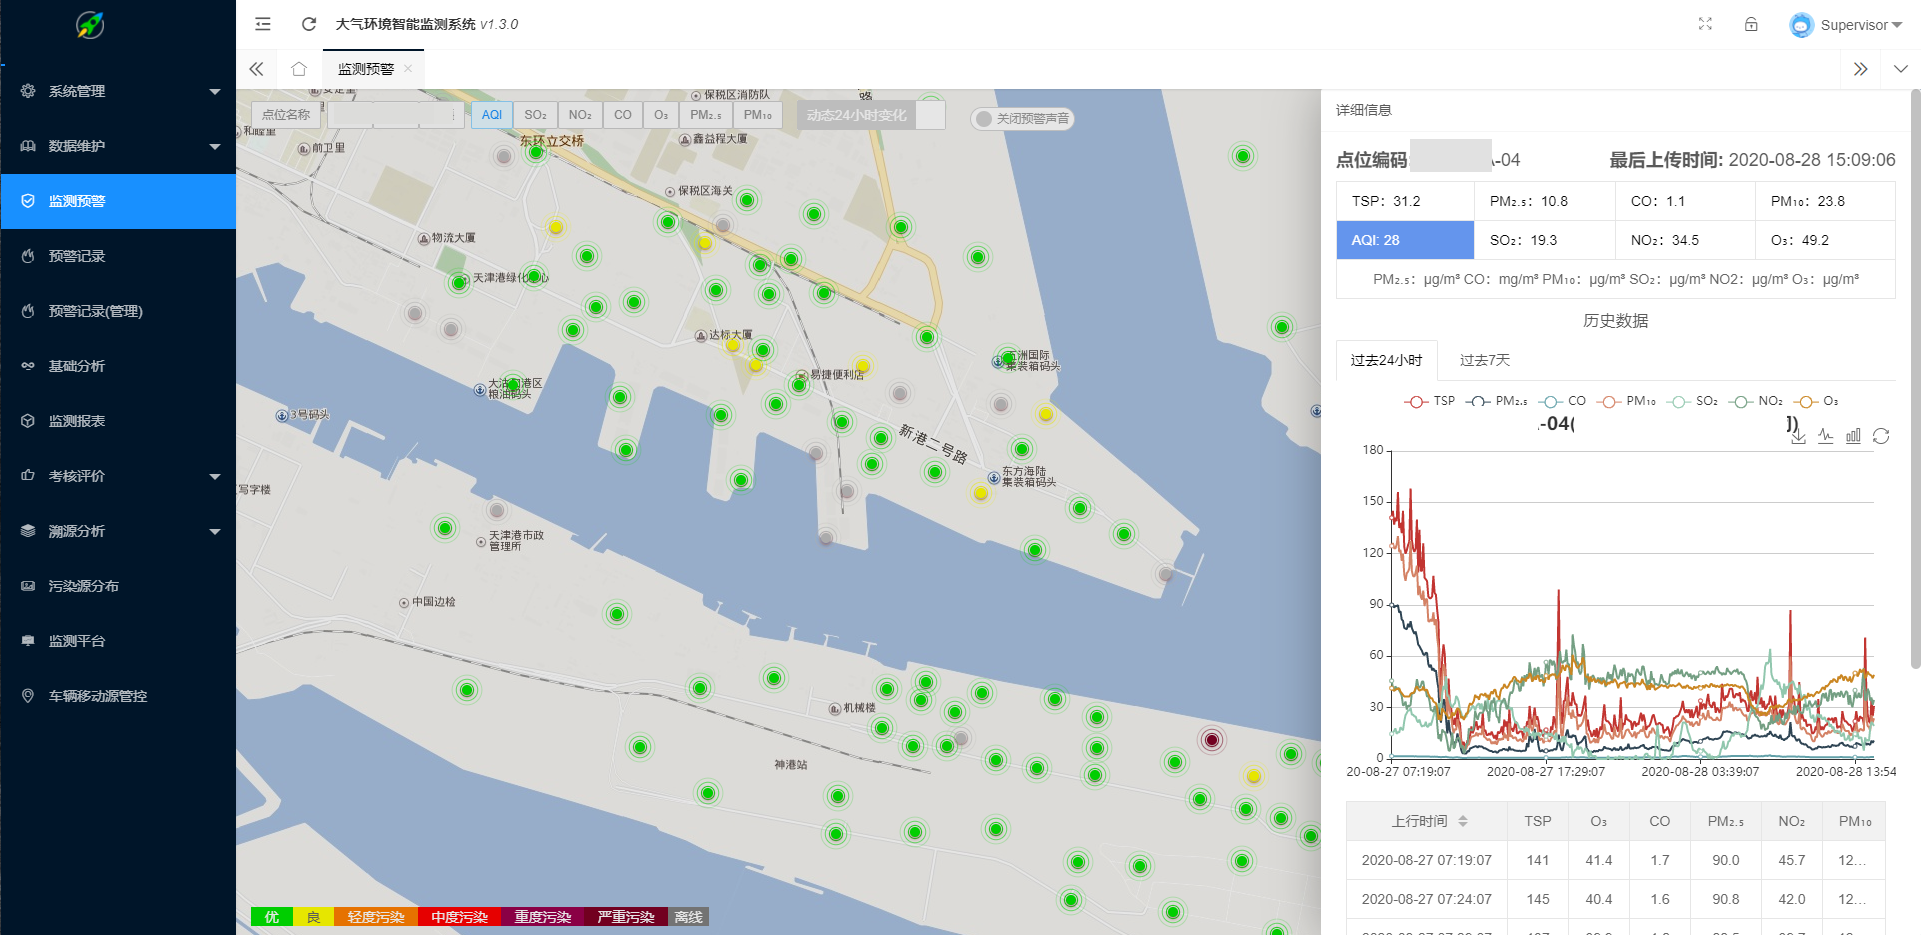 大气环境智能监测系统 v1.3.0
Supervisor
监测预警
系统管理
数据维护
监测预警
预警记录
预警记录(管理)
基础分析
监测报表
考核评价
溯源分析
污染源分布
监测平台
车辆移动源管控
点位名称
AQI SO₂ NO₂ CO O₃ PM₂.₅ PM₁₀
动态24小时变化
关闭预警声音
保税区消防队
路
和睦里
前卫里
东环立交桥
鑫益程大厦
保税区海关
物流大厦
天津港绿化
心
达标大厦
易捷便利店
五洲国际
集装箱码头
大沽
港区
粮油码头
3号码头
新港二号路
东方海陆
集装箱码头
写字楼
天津港市政
管理所
中国边检
机械楼
神港站
优 良 轻度污染 中度污染 重度污染 严重污染 离线
详细信息
点位编码
-04
最后上传时间: 2020-08-28 15:09:06
TSP：31.2 PM₂.₅：10.8 CO：1.1 PM₁₀：23.8
AQI: 28 SO₂：19.3 NO₂：34.5 O₃：49.2
PM₂.₅：μg/m³ CO：mg/m³ PM₁₀：μg/m³ SO₂：μg/m³ NO2：μg/m³ O₃：μg/m³
历史数据
过去24小时 过去7天
TSP PM₂.₅ CO PM₁₀ SO₂ NO₂ O₃
-04(
])
180
150
120
90
60
30
0
20-08-27 07:19:07 2020-08-27 17:29:07 2020-08-28 03:39:07 2020-08-28 13:54
上行时间 TSP O₃ CO PM₂.₅ NO₂ PM₁₀
2020-08-27 07:19:07 141 41.4 1.7 90.0 45.7 12...
2020-08-27 07:24:07 145 40.4 1.6 90.8 42.0 12...